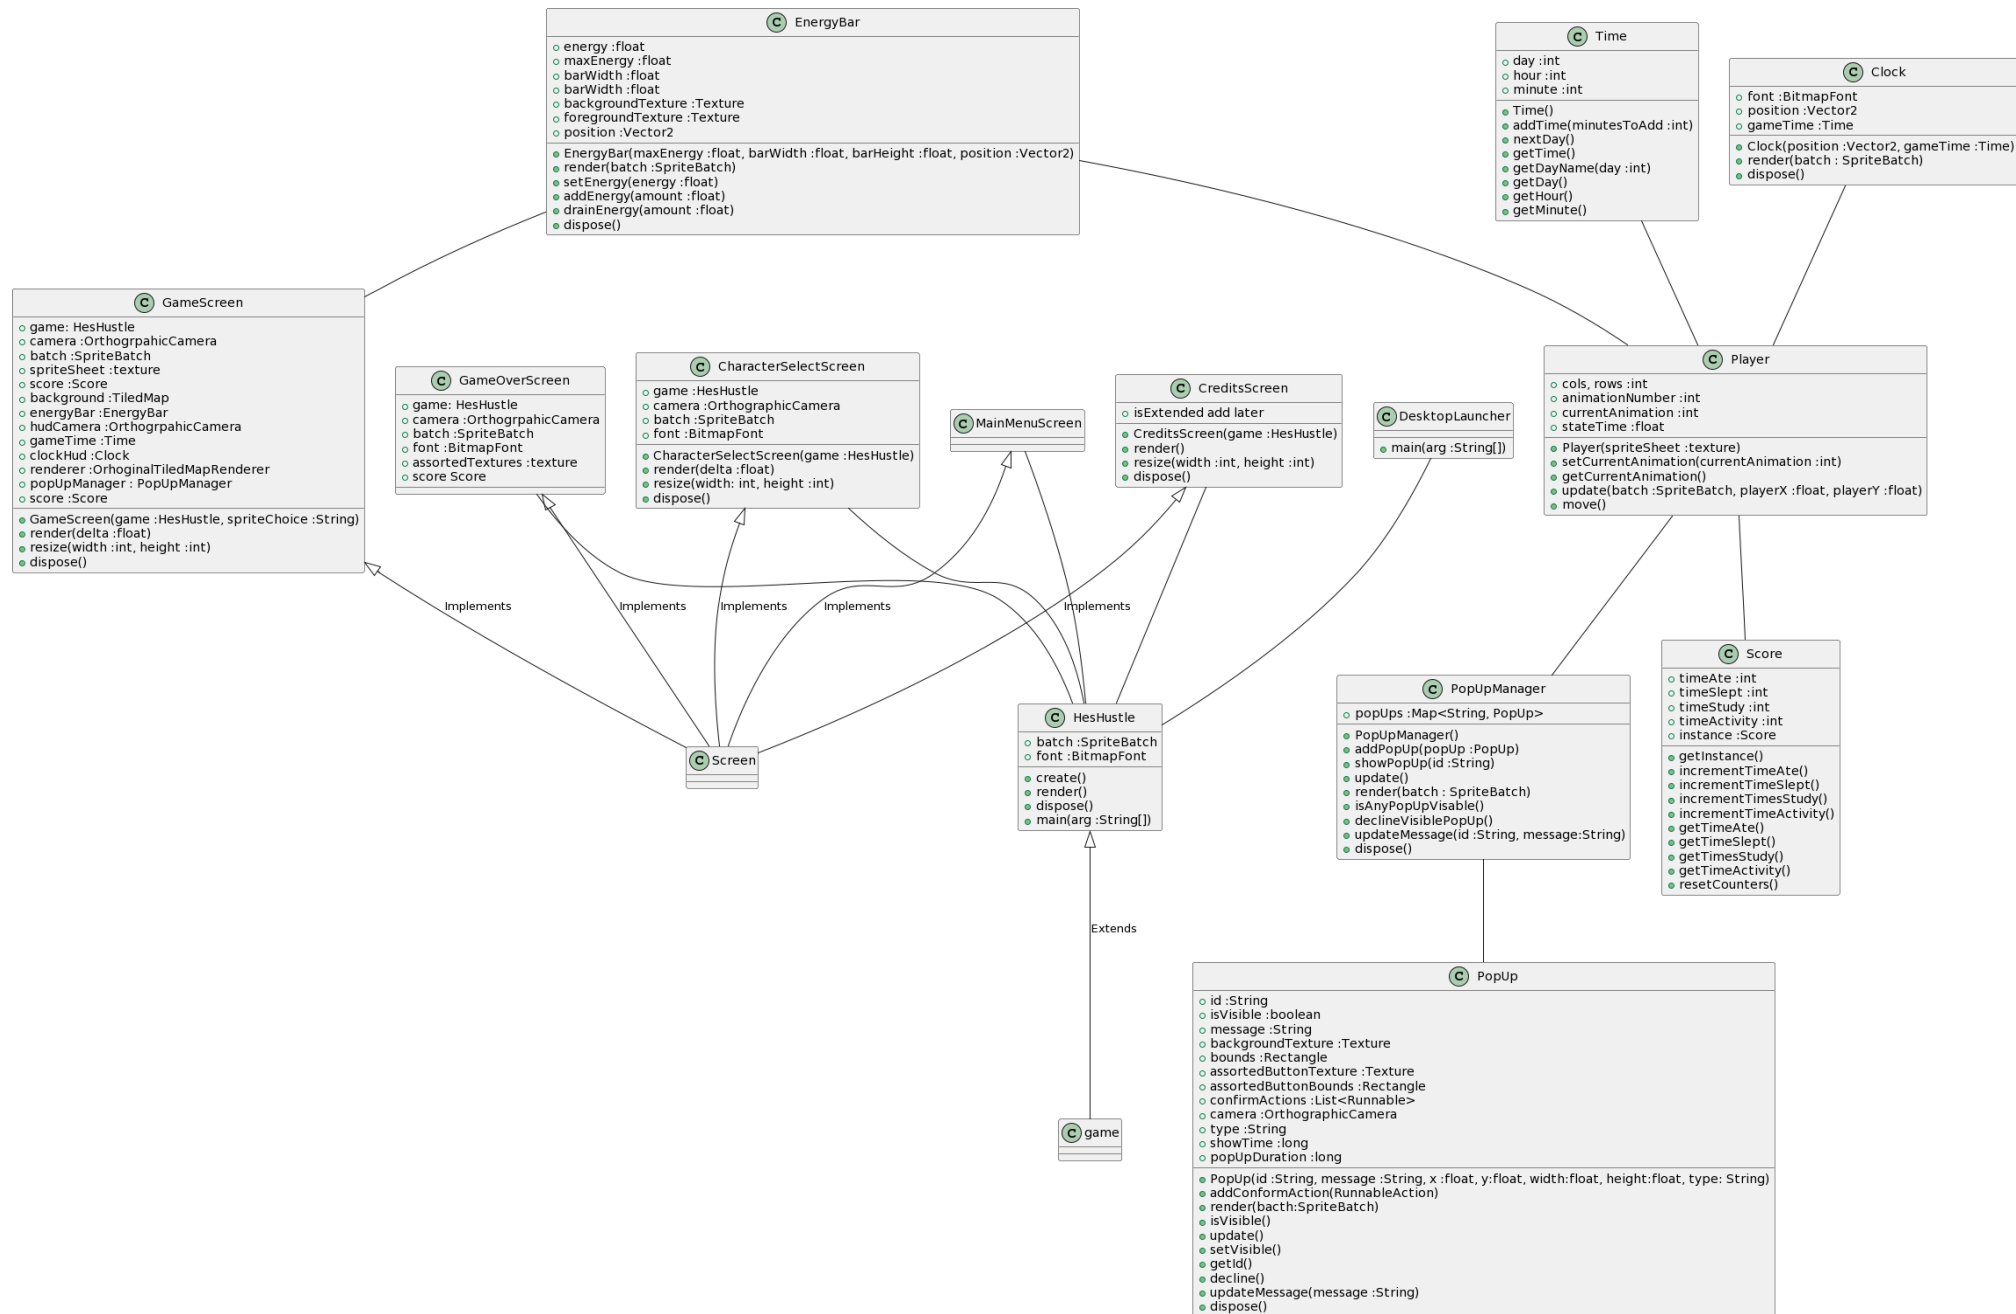 EnergyBar
energy :float
maxEnergy :float
barWidth :float
barWidth :float
backgroundTexture :Texture
foregroundTexture :Texture
position :Vector2
EnergyBar(maxEnergy :float, barWidth :float, barHeight :float, position :Vector2)
render(batch :SpriteBatch)
setEnergy(energy :float)
addEnergy(amount :float)
drainEnergy(amount :float)
dispose()
Time
day :int
hour :int
minute :int
Time()
addTime(minutesToAdd :int)
nextDay()
getTime()
getDayName(day :int)
getDay()
getHour()
getMinute()
Clock
font :BitmapFont
position :Vector2
gameTime :Time
Clock(position :Vector2, gameTime :Time)
render(batch : SpriteBatch)
dispose()
GameScreen
game: HesHustle
camera :OrthogrpahicCamera
batch :SpriteBatch
spriteSheet :texture
score :Score
background :TiledMap
energyBar :EnergyBar
hudCamera :OrthogrpahicCamera
gameTime :Time
clockHud :Clock
renderer :OrhoginalTiledMapRenderer
popUpManager : PopUpManager
score :Score
GameScreen(game :HesHustle, spriteChoice :String)
render(delta :float)
resize(width :int, height :int)
dispose()
GameOverScreen
game: HesHustle
camera :OrthogrpahicCamera
batch :SpriteBatch
font :BitmapFont
assortedTextures :texture
score Score
CharacterSelectScreen
game :HesHustle
camera :OrthographicCamera
batch :SpriteBatch
font :BitmapFont
CharacterSelectScreen(game :HesHustle)
render(delta :float)
resize(width: int, height :int)
dispose()
MainMenuScreen
CreditsScreen
isExtended add later
CreditsScreen(game :HesHustle)
render()
resize(width :int, height :int)
dispose()
DesktopLauncher
main(arg :String[])
Player
cols, rows :int
animationNumber :int
currentAnimation :int
stateTime :float
Player(spriteSheet :texture)
setCurrentAnimation(currentAnimation :int)
getCurrentAnimation()
update(batch :SpriteBatch, playerX :float, playerY :float)
move()
Implements
Implements
Implements
Implements
Implements
Screen
HesHustle
batch :SpriteBatch
font :BitmapFont
create()
render()
dispose()
main(arg :String[])
PopUpManager
popUps :Map<String, PopUp>
PopUpManager()
addPopUp(popUp :PopUp)
showPopUp(id :String)
update()
render(batch : SpriteBatch)
isAnyPopUpVisable()
declineVisiblePopUp()
updateMessage(id :String, message:String)
dispose()
Score
timeAte :int
timeSlept :int
timeStudy :int
timeActivity :int
instance :Score
getInstance()
incrementTimeAte()
incrementTimeSlept()
incrementTimesStudy()
incrementTimeActivity()
getTimeAte()
getTimeSlept()
getTimesStudy()
getTimeActivity()
resetCounters()
Extends
game
PopUp
id :String
isVisible :boolean
message :String
backgroundTexture :Texture
bounds :Rectangle
assortedButtonTexture :Texture
assortedButtonBounds :Rectangle
confirmActions :List<Runnable>
camera :OrthographicCamera
type :String
showTime :long
popUpDuration :long
PopUp(id :String, message :String, x :float, y:float, width:float, height:float, type: String)
addConformAction(RunnableAction)
render(bacth:SpriteBatch)
isVisible()
update()
setVisible()
getId()
decline()
updateMessage(message :String)
dispose()